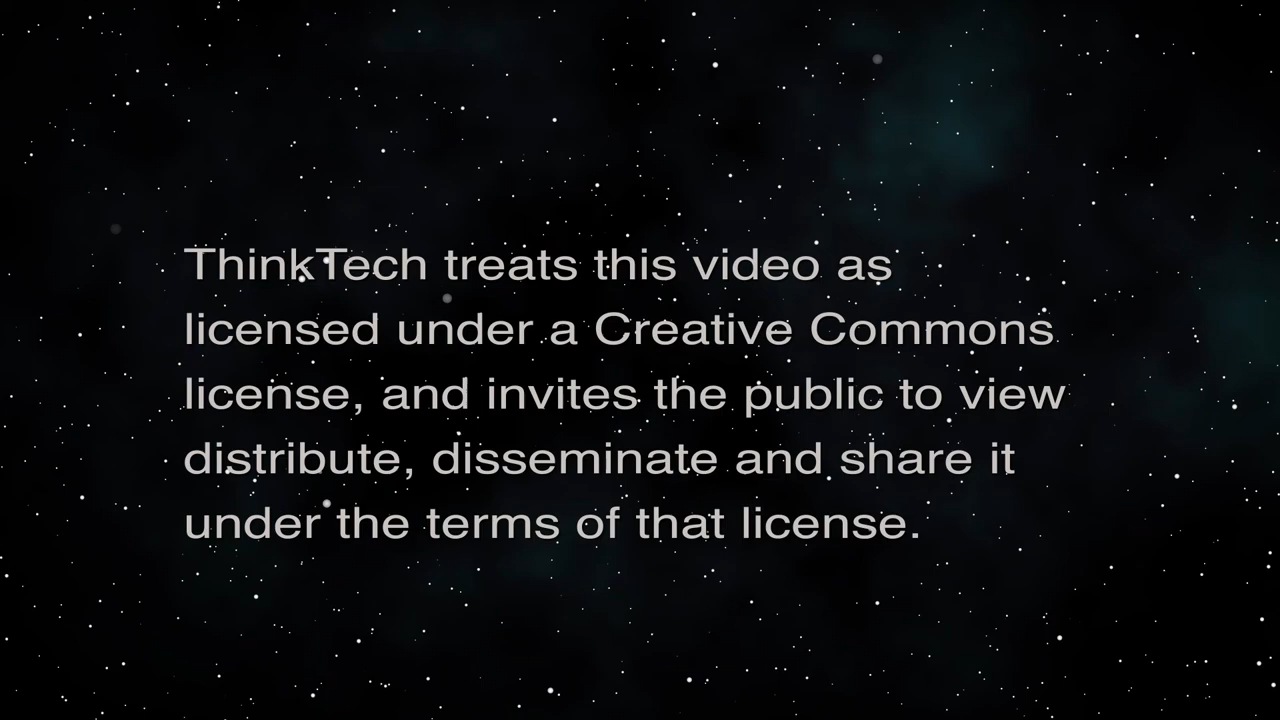 ThinkTech treats this video as
licensed under a Creative Commons
license, and invites the public to view
distribute, disseminate and share it
under the terms of that license.